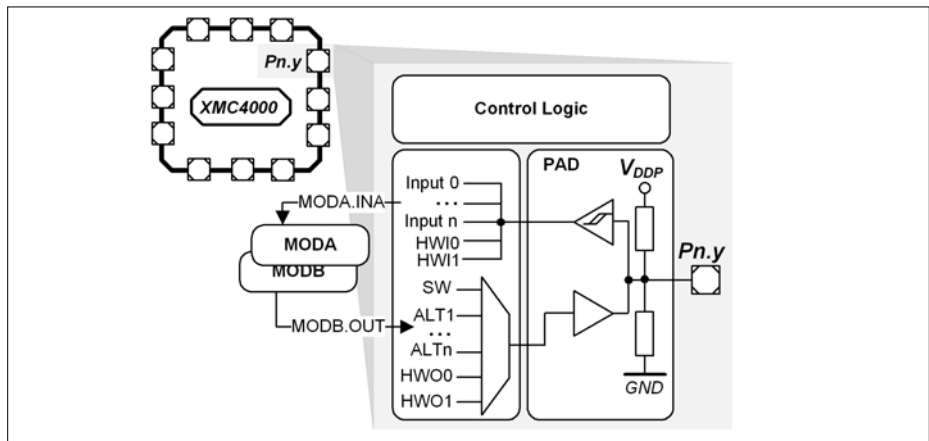 Pn.y
XMC4000
Control Logic
PAD
VDDP
Input 0
...
Input n
HWI0
HWI1
MODA.INA
MODA
MODB
MODB.OUT
SW
ALT1
...
ALTn
HWO0
HWO1
Pn.y
GND